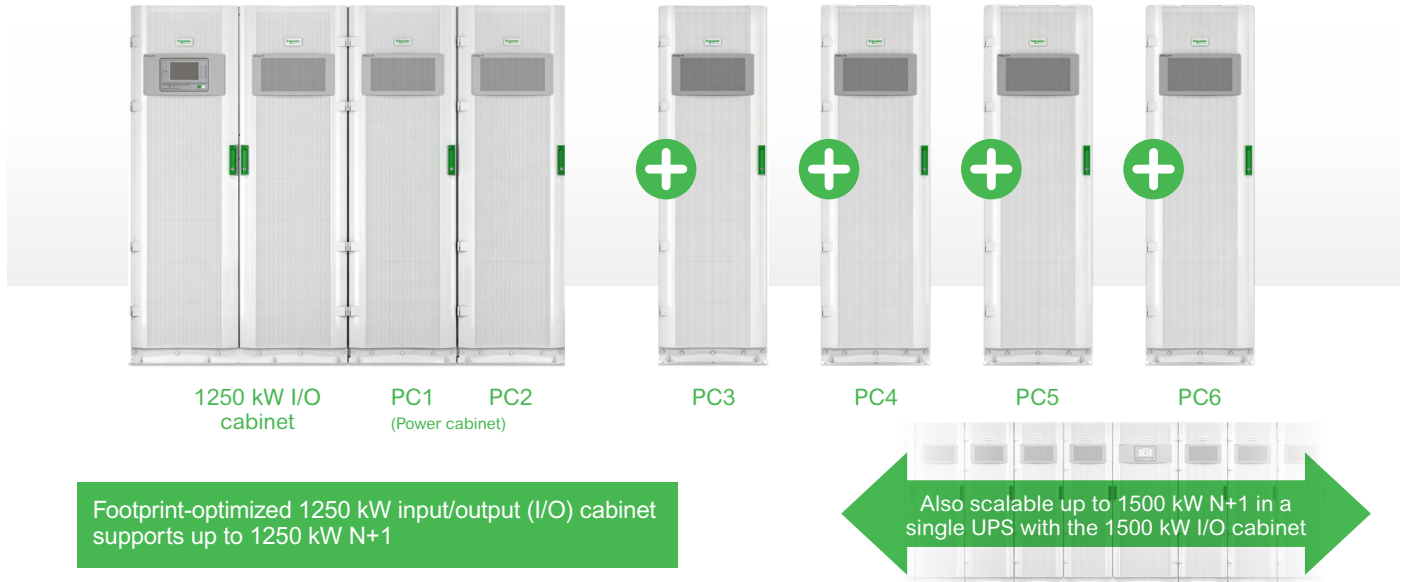 1250 kW I/O
cabinet
PC1
(Power cabinet)
PC2
PC3
PC4
PC5
PC6
Footprint-optimized 1250 kW input/output (I/O) cabinet
supports up to 1250 kW N+1
Also scalable up to 1500 kW N+1 in a
single UPS with the 1500 kW I/O cabinet